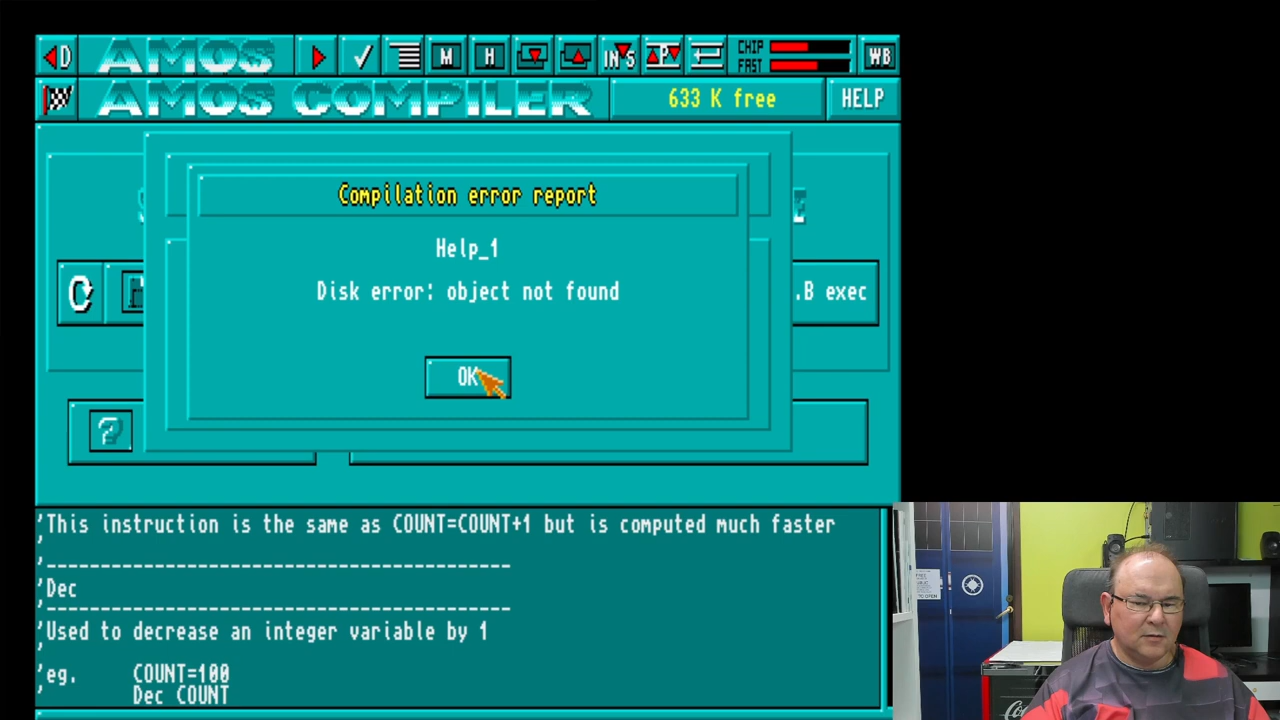 D AMOS M H INS P CHIP FAST WB
AMOS COMPILER 633 K free HELP
Compilation error report
Help_1
Disk error: object not found
.B exec
OK
?
'This instruction is the same as COUNT=COUNT+1 but is computed much faster
'
'-------------------------------------------
'Dec
'-------------------------------------------
'Used to decrease an integer variable by 1
'
'eg. COUNT=100
' Dec COUNT